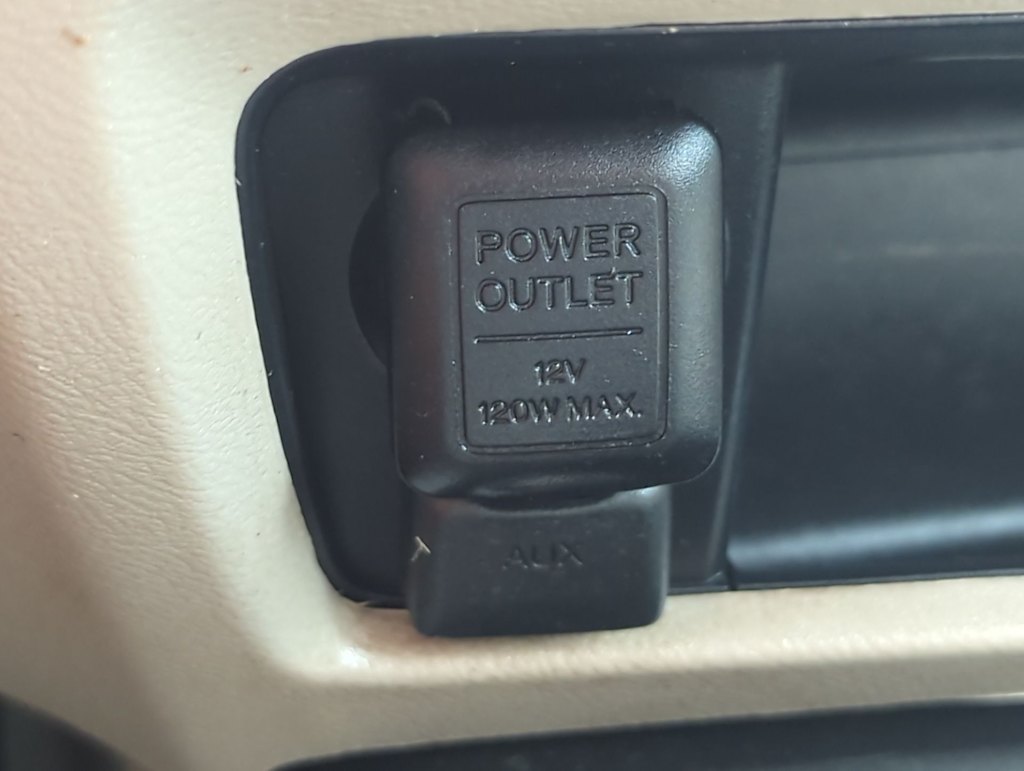 POWER
OUTLET
12V
120W MAX.
AUX